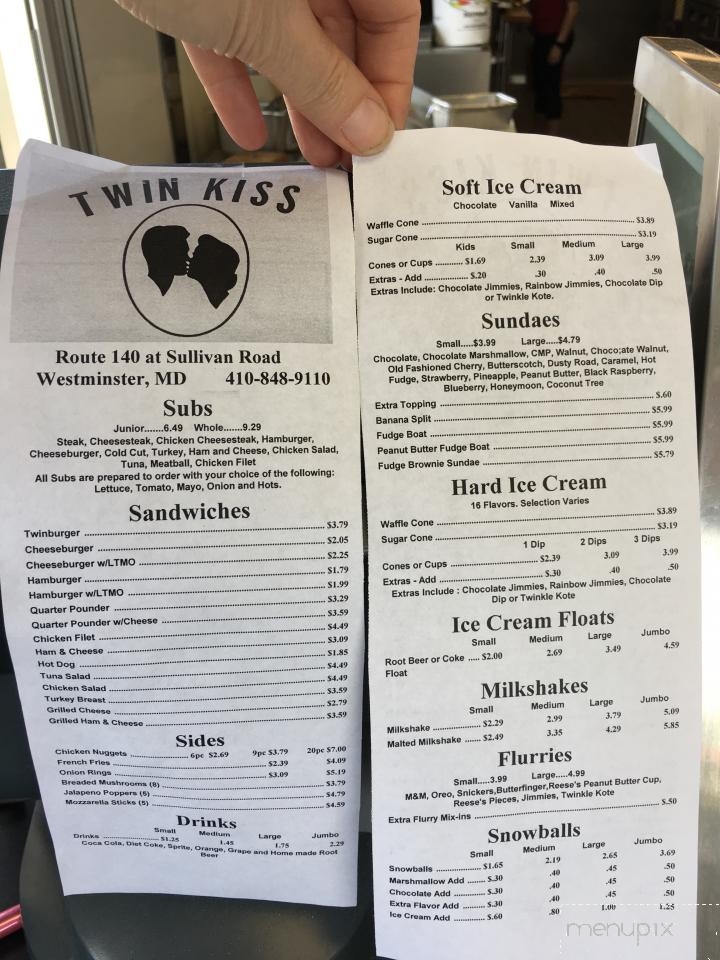 TWIN KISS
Route 140 at Sullivan Road
Westminster, MD 410-848-9110
Subs
Junior.......6.49 Whole.......9.29
Steak, Cheesesteak, Chicken Cheesesteak, Hamburger,
Cheeseburger, Cold Cut, Turkey, Ham and Cheese, Chicken Salad,
Tuna, Meatball, Chicken Filet
All Subs are prepared to order with your choice of the following:
Lettuce, Tomato, Mayo, Onion and Hots.
Sandwiches
Twinburger $3.79
Cheeseburger $2.05
Cheeseburger w/LTMO $2.25
Hamburger $1.79
Hamburger w/LTMO $1.99
Quarter Pounder $3.29
Quarter Pounder w/Cheese $3.59
Chicken Filet $4.49
Ham & Cheese $3.09
Hot Dog $1.85
Tuna Salad $4.49
Chicken Salad $4.49
Turkey Breast $3.59
Grilled Cheese $2.79
Grilled Ham & Cheese $3.59
Sides
Chicken Nuggets 6pc $2.69 9pc $3.79 20pc $7.00
French Fries $2.39 $4.09
Onion Rings $3.09 $5.19
Breaded Mushrooms (8) $3.79
Jalapeno Poppers (5) $4.79
Mozzarella Sticks (5) $4.59
Drinks
Small Medium Large Jumbo
Drinks $1.25 1.45 1.75 2.29
Coca Cola, Diet Coke, Sprite, Orange, Grape and Home made Root
Beer
Soft Ice Cream
Chocolate Vanilla Mixed
Waffle Cone $3.89
Sugar Cone $3.19
Kids Small Medium Large
Cones or Cups $1.69 2.39 3.09 3.99
Extras - Add $.20 .30 .40 .50
Extras Include: Chocolate Jimmies, Rainbow Jimmies, Chocolate Dip
or Twinkle Kote.
Sundaes
Small.....$3.99 Large.....$4.79
Chocolate, Chocolate Marshmallow, CMP, Walnut, Choco;ate Walnut,
Old Fashioned Cherry, Butterscotch, Dusty Road, Caramel, Hot
Fudge, Strawberry, Pineapple, Peanut Butter, Black Raspberry,
Blueberry, Honeymoon, Coconut Tree
Extra Topping $.60
Banana Split $5.99
Fudge Boat $5.99
Peanut Butter Fudge Boat $5.99
Fudge Brownie Sundae $5.79
Hard Ice Cream
16 Flavors. Selection Varies
Waffle Cone $3.89
Sugar Cone $3.19
1 Dip 2 Dips 3 Dips
Cones or Cups $2.39 3.09 3.99
Extras - Add $.30 .40 .50
Extras Include : Chocolate Jimmies, Rainbow Jimmies, Chocolate
Dip or Twinkle Kote
Ice Cream Floats
Small Medium Large Jumbo
Root Beer or Coke $2.00 2.69 3.49 4.59
Float
Milkshakes
Small Medium Large Jumbo
Milkshake $2.29 2.99 3.79 5.09
Malted Milkshake $2.49 3.35 4.29 5.85
Flurries
Small.....3.99 Large.....4.99
M&M, Oreo, Snickers,Butterfinger,Reese's Peanut Butter Cup,
Reese's Pieces, Jimmies, Twinkle Kote
Extra Flurry Mix-ins $.50
Snowballs
Small Medium Large Jumbo
Snowballs $1.65 2.19 2.65 3.69
Marshmallow Add $.30 .40 .45 .50
Chocolate Add $.30 .40 .45 .50
Extra Flavor Add $.30 .40 .45 .50
Ice Cream Add $.60 .80 1.00 1.25
menupix